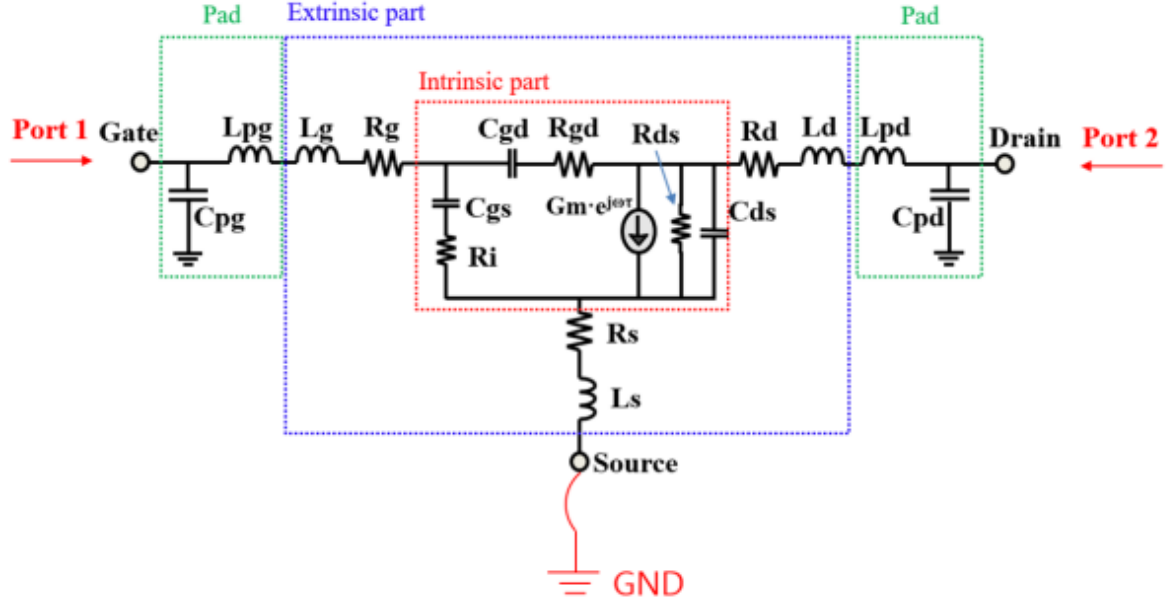 Pad
Extrinsic part
Pad
Intrinsic part
Port 1
Gate
Lpg
Lg
Rg
Cgd
Rgd
Rds
Rd
Ld
Lpd
Drain
Port 2
Cpg
Cgs
Gm·e^jωτ
Cds
Cpd
Ri
Rs
Ls
Source
GND